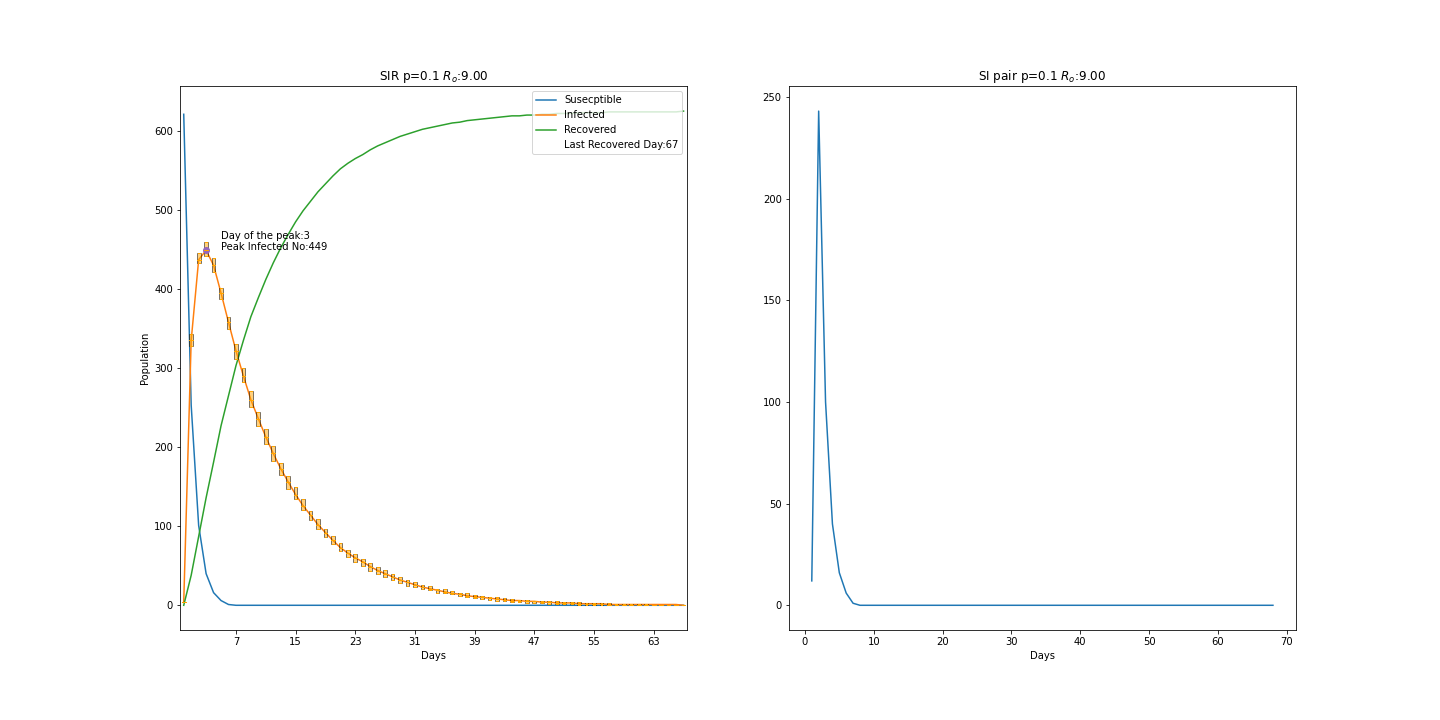 SIR p=0.1 Rₒ:9.00
Susecptible
Infected
Recovered
Last Recovered Day:67
Day of the peak:3
Peak Infected No:449
Population
600
500
400
300
200
100
0
7 15 23 31 39 47 55 63
Days
SI pair p=0.1 Rₒ:9.00
250
200
150
100
50
0
0 10 20 30 40 50 60 70
Days